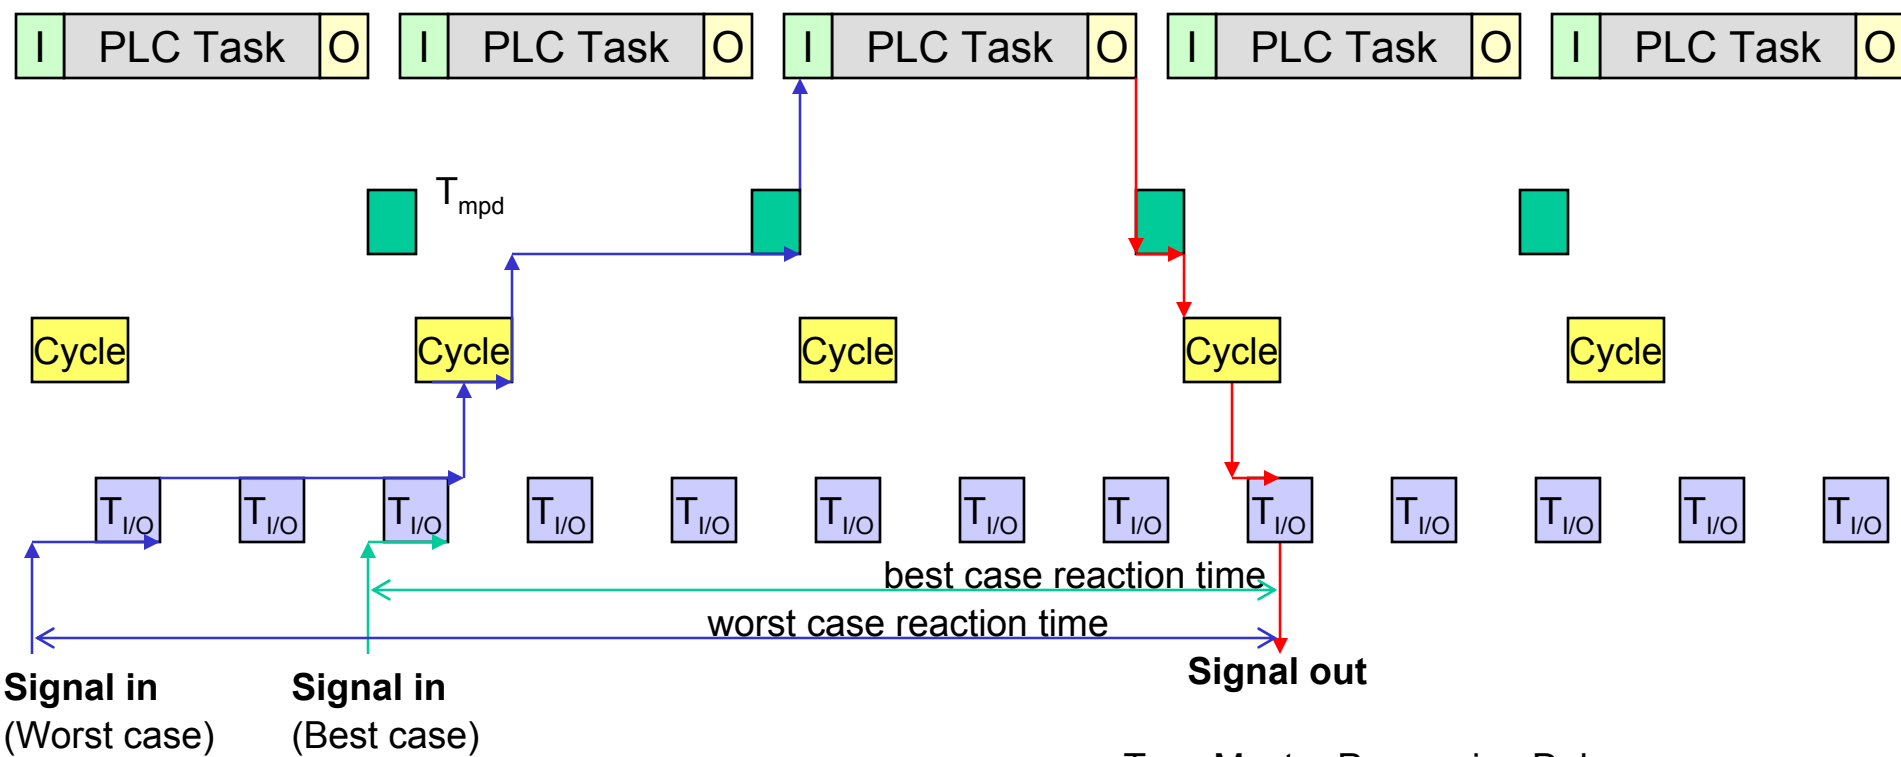 I PLC Task O I PLC Task O I PLC Task O I PLC Task O I PLC Task O
Tmpd
Cycle Cycle Cycle Cycle Cycle
TI/O TI/O TI/O TI/O TI/O TI/O TI/O TI/O TI/O TI/O TI/O TI/O TI/O
best case reaction time
worst case reaction time
Signal in Signal in Signal out
(Worst case) (Best case)